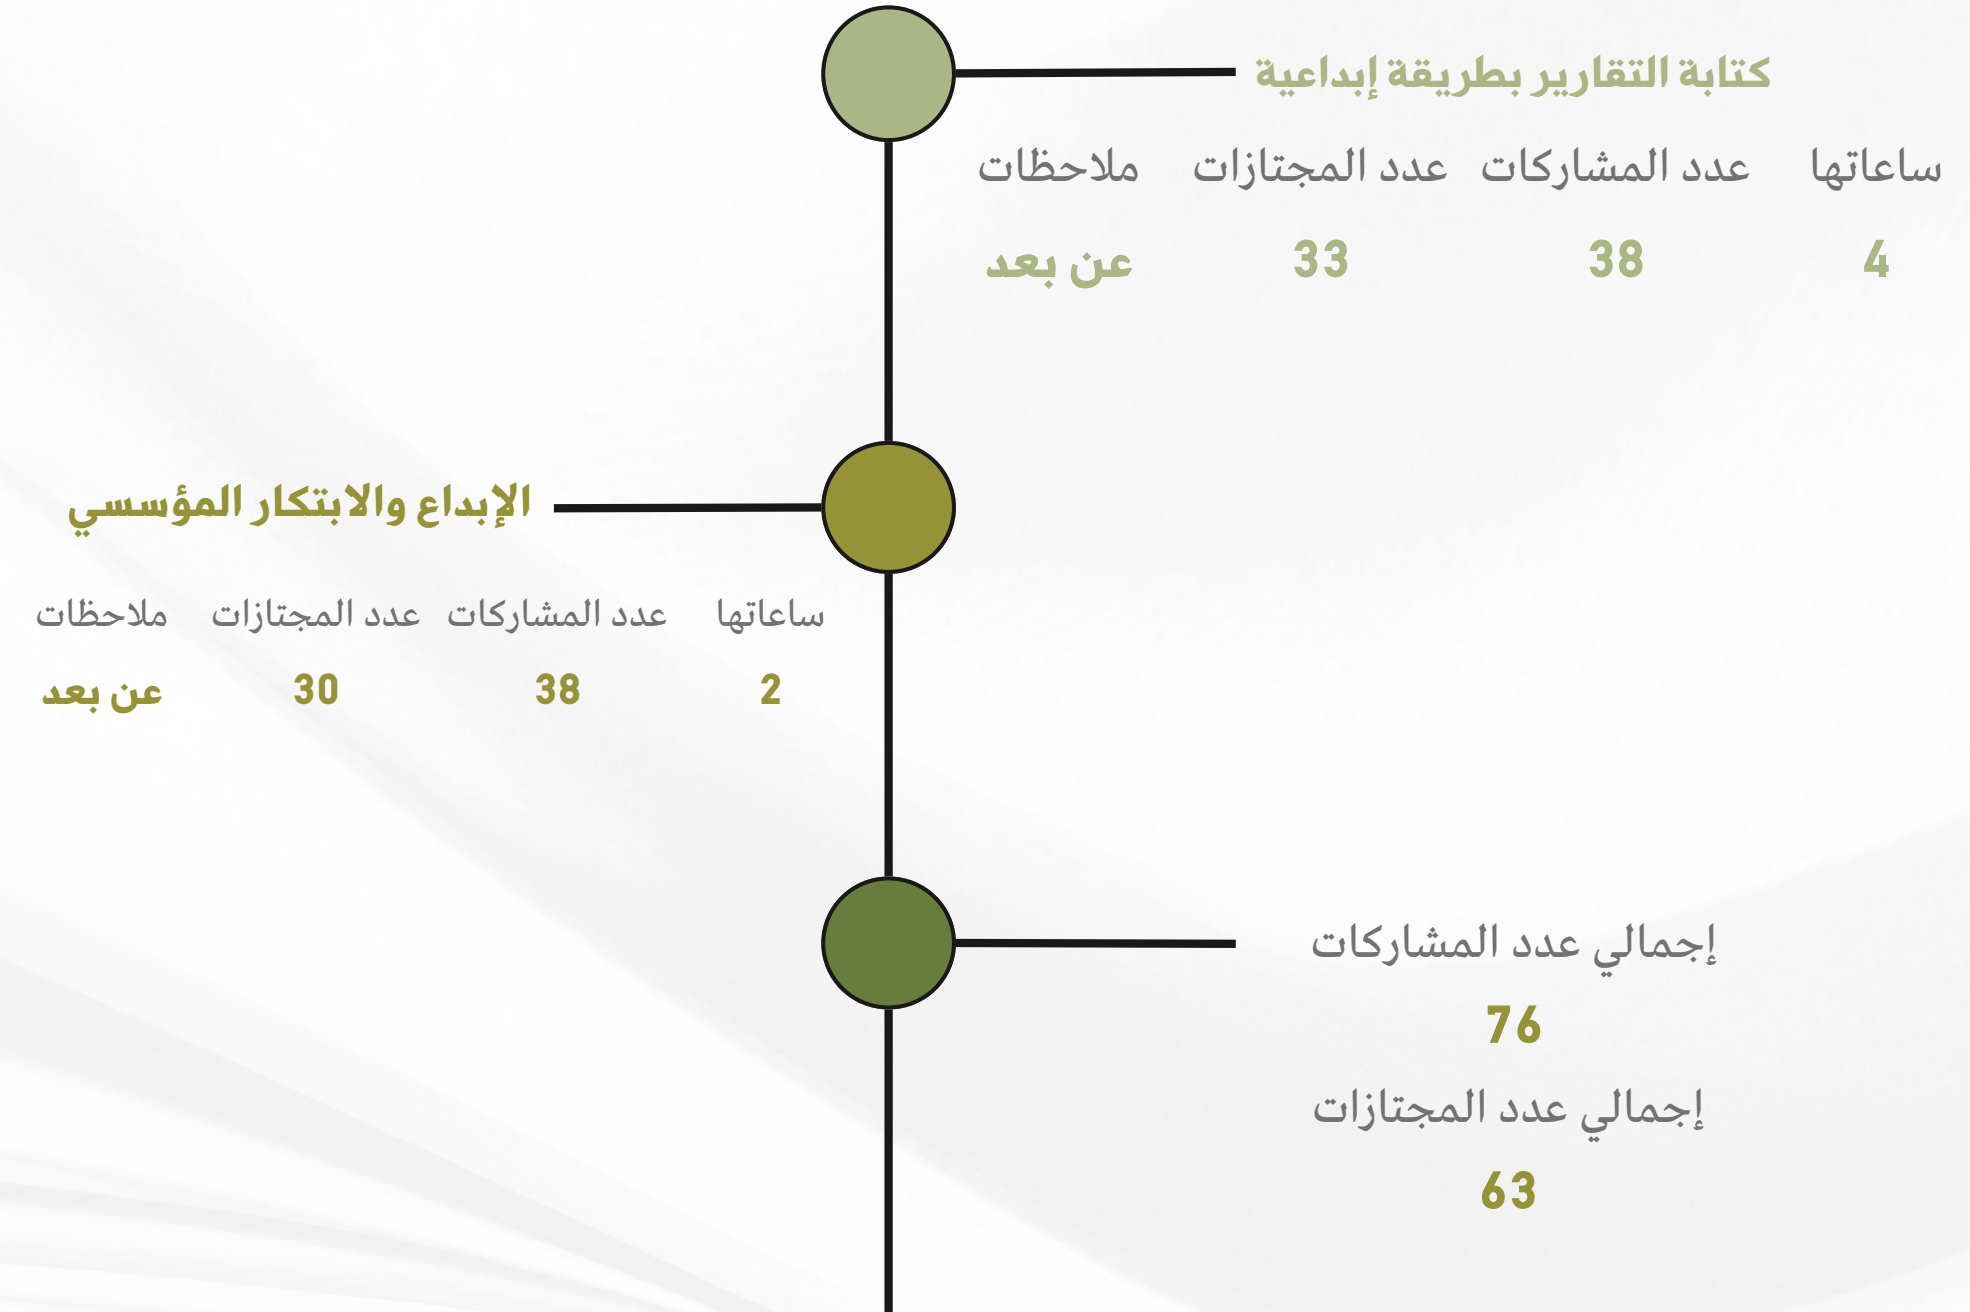 كتابة التقارير بطريقة إبداعية
ساعاتها عدد المشاركات عدد المجتازات ملاحظات
4 38 33 عن بعد
الإبداع والابتكار المؤسسي
ساعاتها عدد المشاركات عدد المجتازات ملاحظات
2 38 30 عن بعد
إجمالي عدد المشاركات
76
إجمالي عدد المجتازات
63